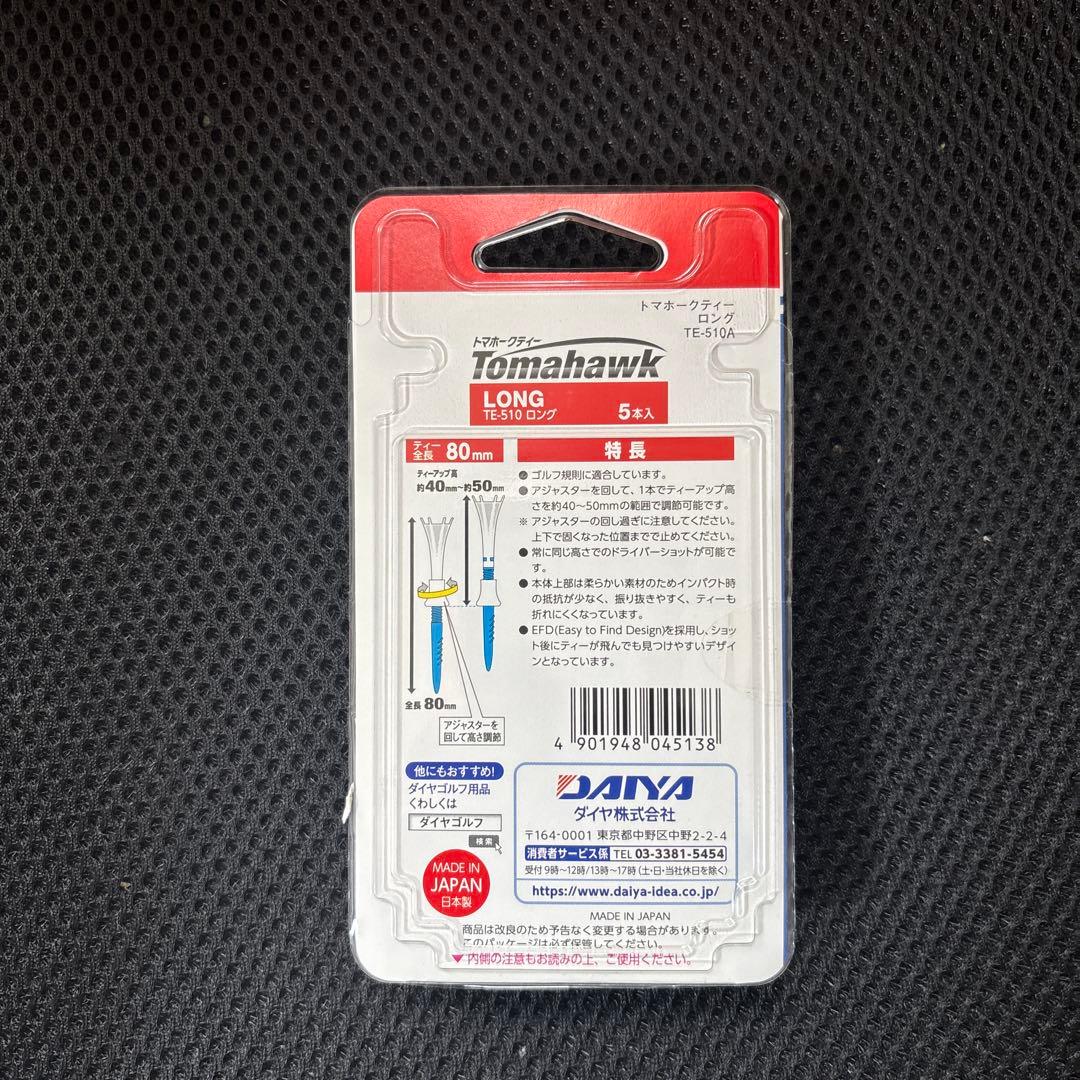 トマホークティー
ロング
TE-510A
トマホークティー
Tomahawk
LONG
TE-510 ロング 5本入
ティー全長 80mm
ティーアップ高
約40mm~約50mm
全長80mm
アジャスターを
回して高さ調節
特長
● ゴルフ規則に適合しています。
● アジャスターを回して、1本でティーアップ高
さを約40~50mmの範囲で調節可能です。
※ アジャスターの回し過ぎに注意してください。
上下で固くなった位置までで止めてください。
● 常に同じ高さでのドライバーショットが可能で
す。
● 本体上部は柔らかい素材のためインパクト時
の抵抗が少なく、振り抜きやすく、ティーも
折れにくくなっています。
● EFD(Easy to Find Design)を採用し、ショッ
ト後にティーが飛んでも見つけやすいデザイ
ンとなっています。
4 901948 045138
他にもおすすめ!
ダイヤゴルフ用品
くわしくは
ダイヤゴルフ
検索
MADE IN
JAPAN
日本製
DAIYA
ダイヤ株式会社
〒164-0001 東京都中野区中野2-2-4
消費者サービス係 TEL 03-3381-5454
受付 9時~12時/13時~17時(土・日・当社休日を除く)
https://www.daiya-idea.co.jp/
MADE IN JAPAN
商品は改良のため予告なく変更する場合があります。
このパッケージは必ず保管してください。
▼ 内側の注意もお読みの上、ご使用ください。